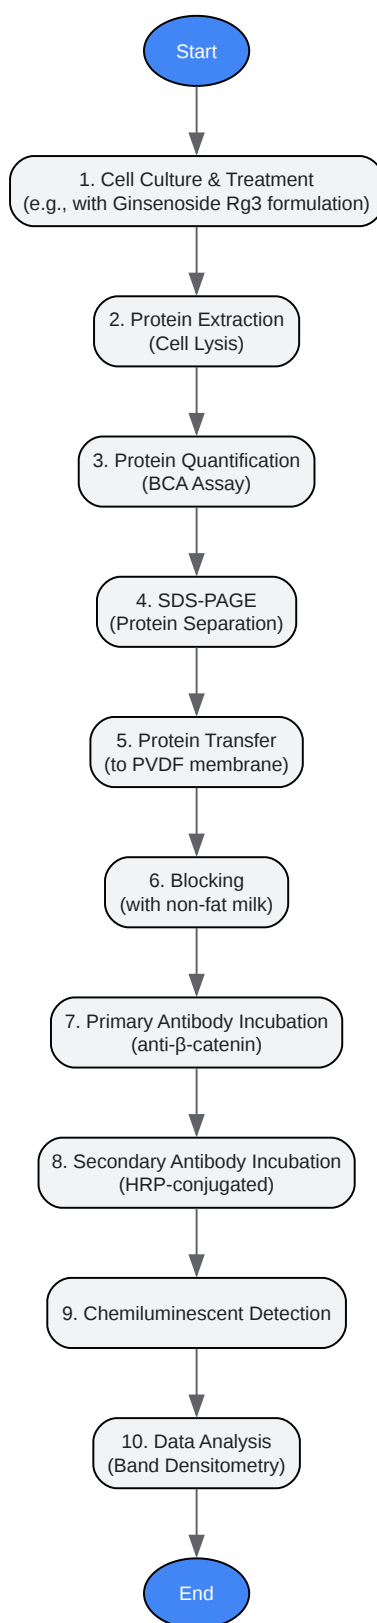 Start
1. Cell Culture & Treatment
(e.g., with Ginsenoside Rg3 formulation)
2. Protein Extraction
(Cell Lysis)
3. Protein Quantification
(BCA Assay)
4. SDS-PAGE
(Protein Separation)
5. Protein Transfer
(to PVDF membrane)
6. Blocking
(with non-fat milk)
7. Primary Antibody Incubation
(anti-β-catenin)
8. Secondary Antibody Incubation
(HRP-conjugated)
9. Chemiluminescent Detection
10. Data Analysis
(Band Densitometry)
End